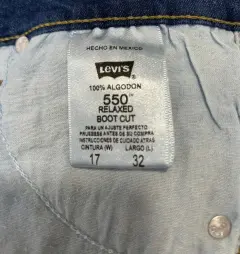 HECHO EN MEXICO
Levi's
100% ALGODON
550™
RELAXED
BOOT CUT
PARA UN AJUSTE PERFECTO
PRUEBESE ANTES DE SU COMPRA
INSTRUCCIONES DE CUIDADO ATRAS
CINTURA (W) LARGO (L)
17 32